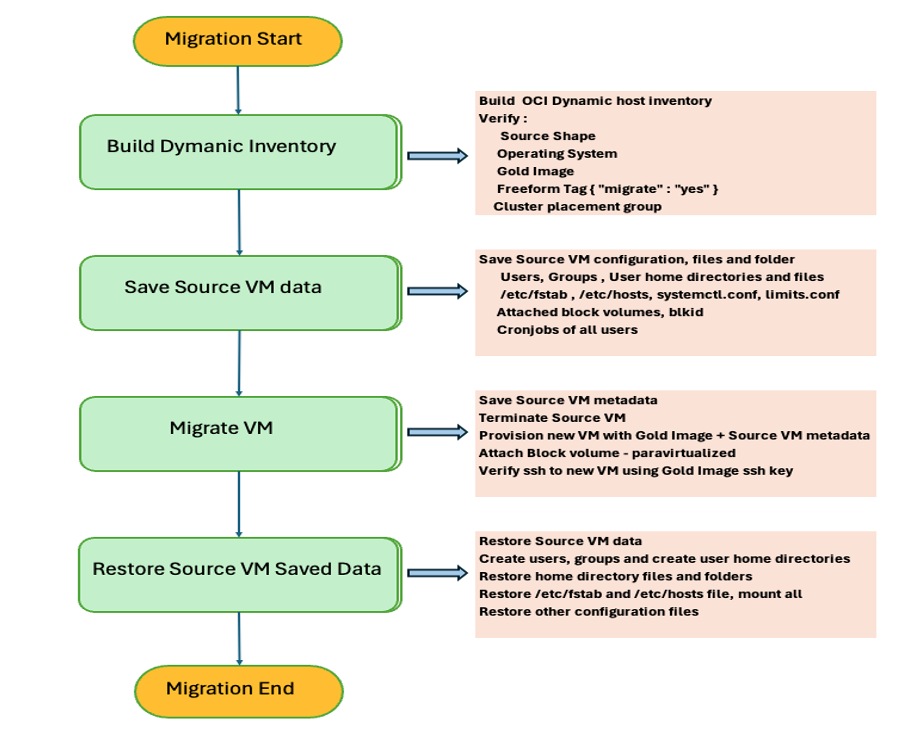 Migration Start
Build Dymanic Inventory
Build OCI Dynamic host inventory
Verify :
Source Shape
Operating System
Gold Image
Freeform Tag { "migrate" : "yes" }
Cluster placement group
Save Source VM data
Save Source VM configuration, files and folder
Users, Groups , User home directories and files
/etc/fstab , /etc/hosts, systemctl.conf, limits.conf
Attached block volumes, blkid
Cronjobs of all users
Migrate VM
Save Source VM metadata
Terminate Source VM
Provision new VM with Gold Image + Source VM metadata
Attach Block volume - paravirtualized
Verify ssh to new VM using Gold Image ssh key
Restore Source VM Saved Data
Restore Source VM data
Create users, groups and create user home directories
Restore home directory files and folders
Restore /etc/fstab and /etc/hosts file, mount all
Restore other configuration files
Migration End